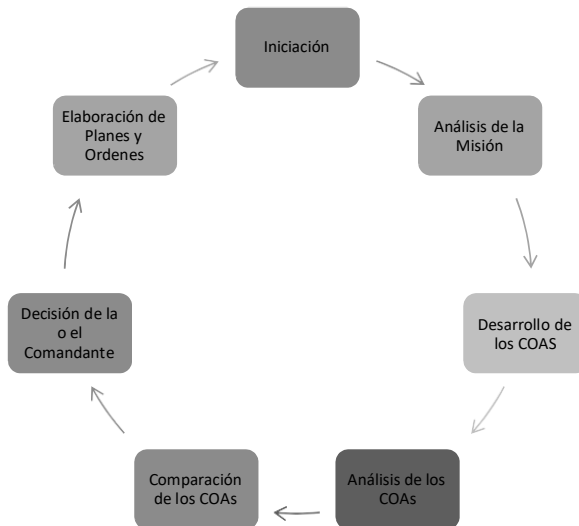 Iniciación
Análisis de la
Misión
Desarrollo de
los COAS
Análisis de los
COAs
Comparación
de los COAs
Decisión de la
o el
Comandante
Elaboración de
Planes y
Ordenes